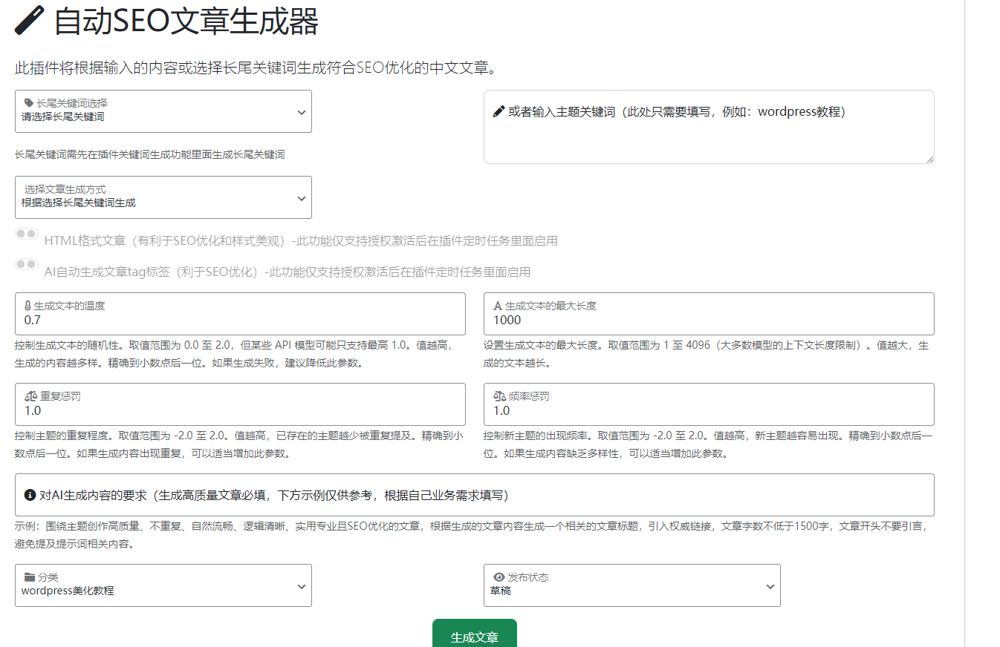 自动SEO文章生成器
此插件将根据输入的内容或选择长尾关键词生成符合SEO优化的中文文章。
长尾关键词选择
请选择长尾关键词
或者输入主题关键词（此处只需要填写，例如：wordpress教程）
长尾关键词需先在插件关键词生成功能里面生成长尾关键词
选择文章生成方式
根据选择长尾关键词生成
HTML格式文章（有利于SEO优化和样式美观）-此功能仅支持授权激活后在插件定时任务里面启用
AI自动生成文章tag标签（利于SEO优化）-此功能仅支持授权激活后在插件定时任务里面启用
生成文本的温度
0.7
控制生成文本的随机性。取值范围为 0.0 至 2.0，但某些 API 模型可能只支持最高 1.0。值越高，
生成的内容越多样。精确到小数点后一位。如果生成失败，建议降低此参数。
生成文本的最大长度
1000
设置生成文本的最大长度。取值范围为 1 至 4096（大多数模型的上下文长度限制）。值越大，生
成的文本越长。
重复惩罚
1.0
控制主题的重复程度。取值范围为 -2.0 至 2.0。值越高，已存在的主题越少被重复提及。精确到小
数点后一位。如果生成内容出现重复，可以适当增加此参数。
频率惩罚
1.0
控制新主题的出现频率。取值范围为 -2.0 至 2.0。值越高，新主题越容易出现。精确到小数点后一
位。如果生成内容缺乏多样性，可以适当增加此参数。
对AI生成内容的要求（生成高质量文章必填，下方示例仅供参考，根据自己业务需求填写）
示例：围绕主题创作高质量、不重复、自然流畅、逻辑清晰、实用专业且SEO优化的文章，根据生成的文章内容生成一个相关的文章标题，引入权威链接，文章字数不低于1500字，文章开头不要引言，
避免提及提示词相关内容。
分类
wordpress美化教程
发布状态
草稿
生成文章